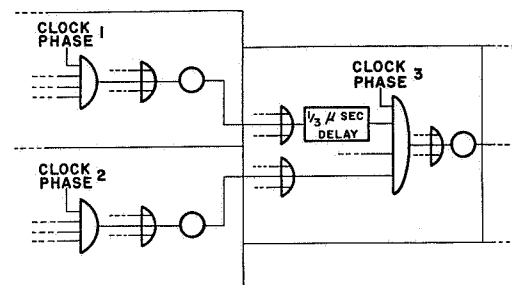 CLOCK
PHASE 1
CLOCK
PHASE 3
1/3 μ SEC
DELAY
CLOCK
PHASE 2